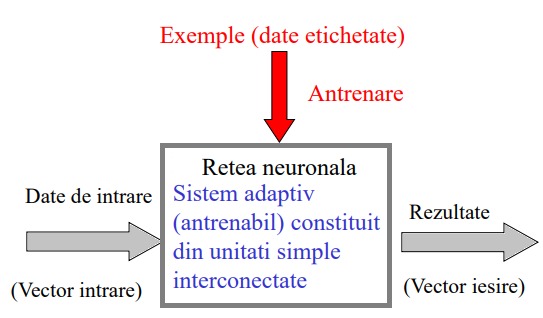 Exemple (date etichetate)
Antrenare
Retea neuronala
Sistem adaptiv
(antrenabil) constituit
din unitati simple
interconectate
Date de intrare
(Vector intrare)
Rezultate
(Vector iesire)